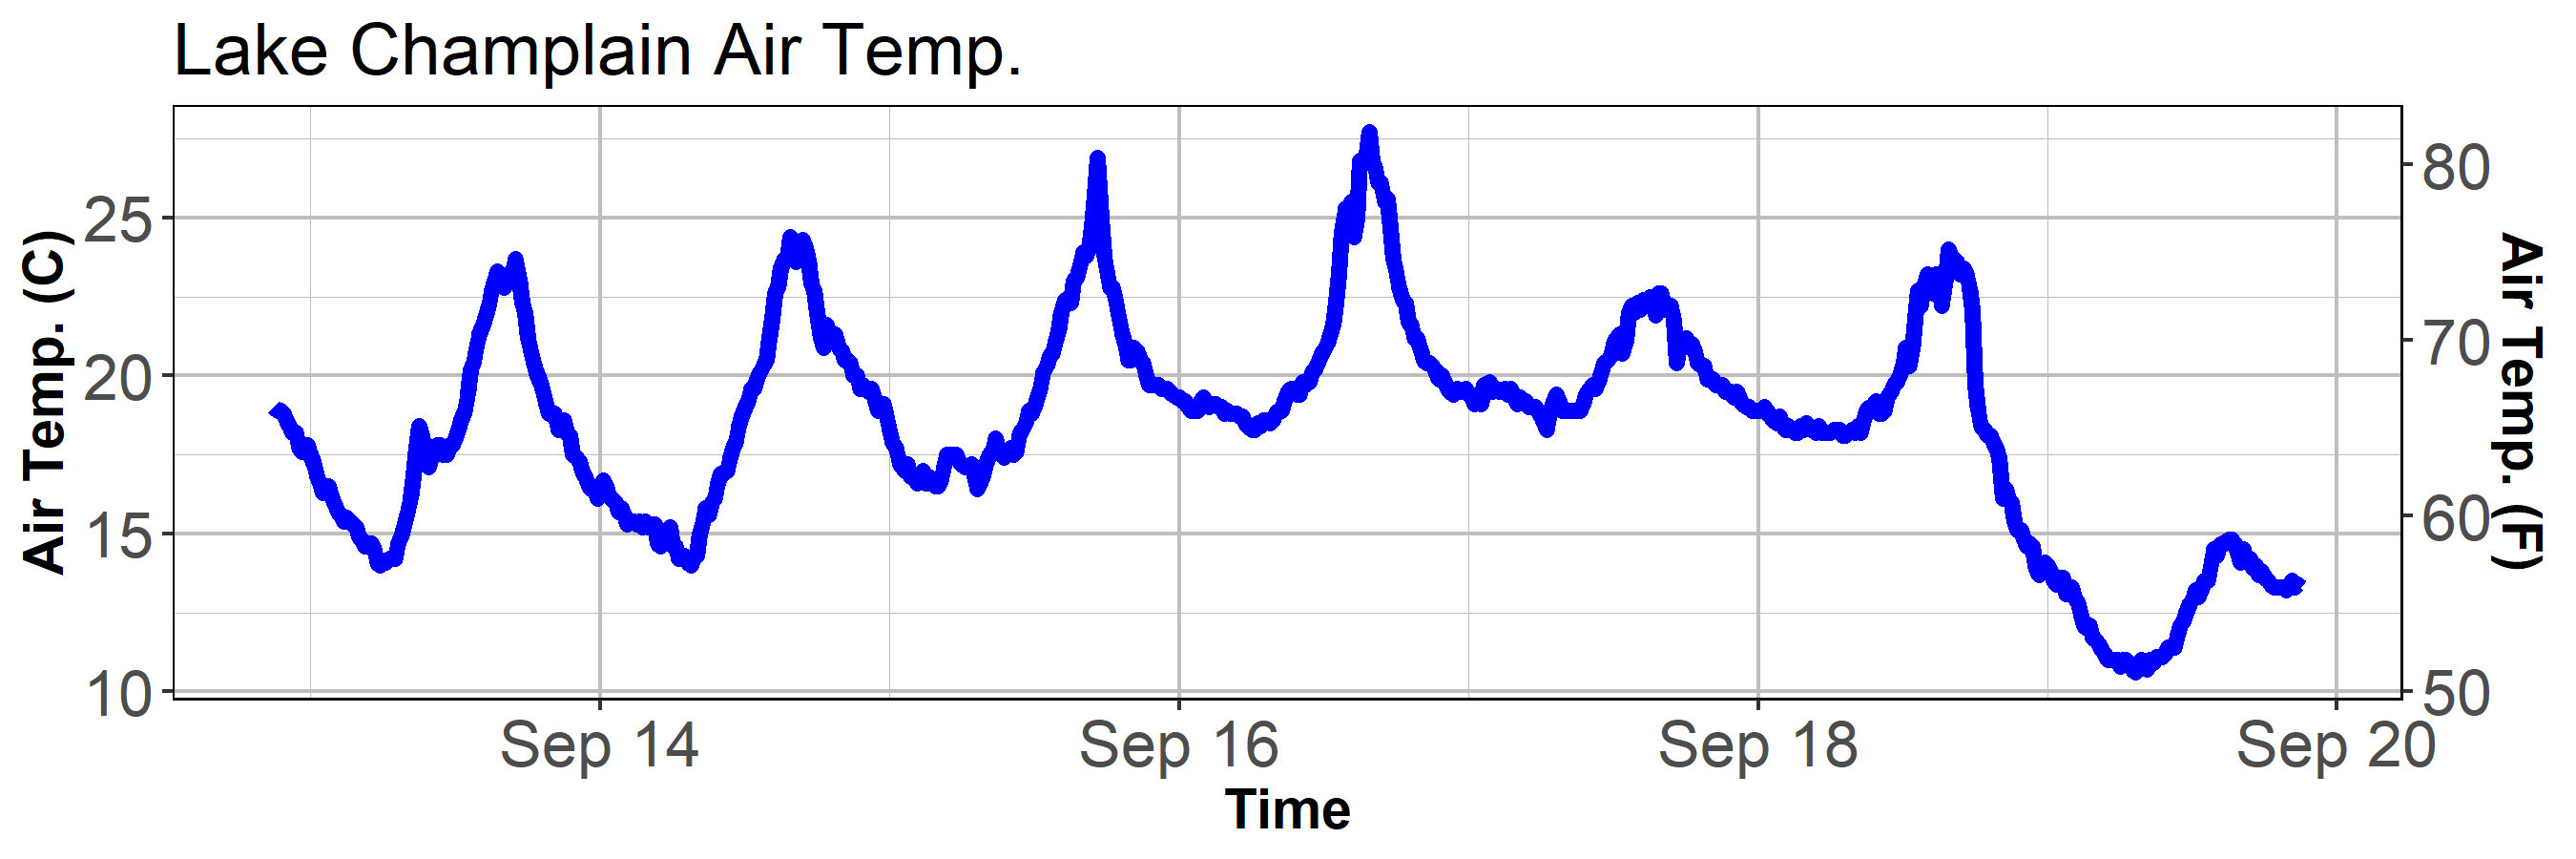 Lake Champlain Air Temp.
Air Temp. (C)
25
20
15
10
80
70
60
50
Air Temp. (F)
Sep 14 Sep 16 Sep 18 Sep 20
Time